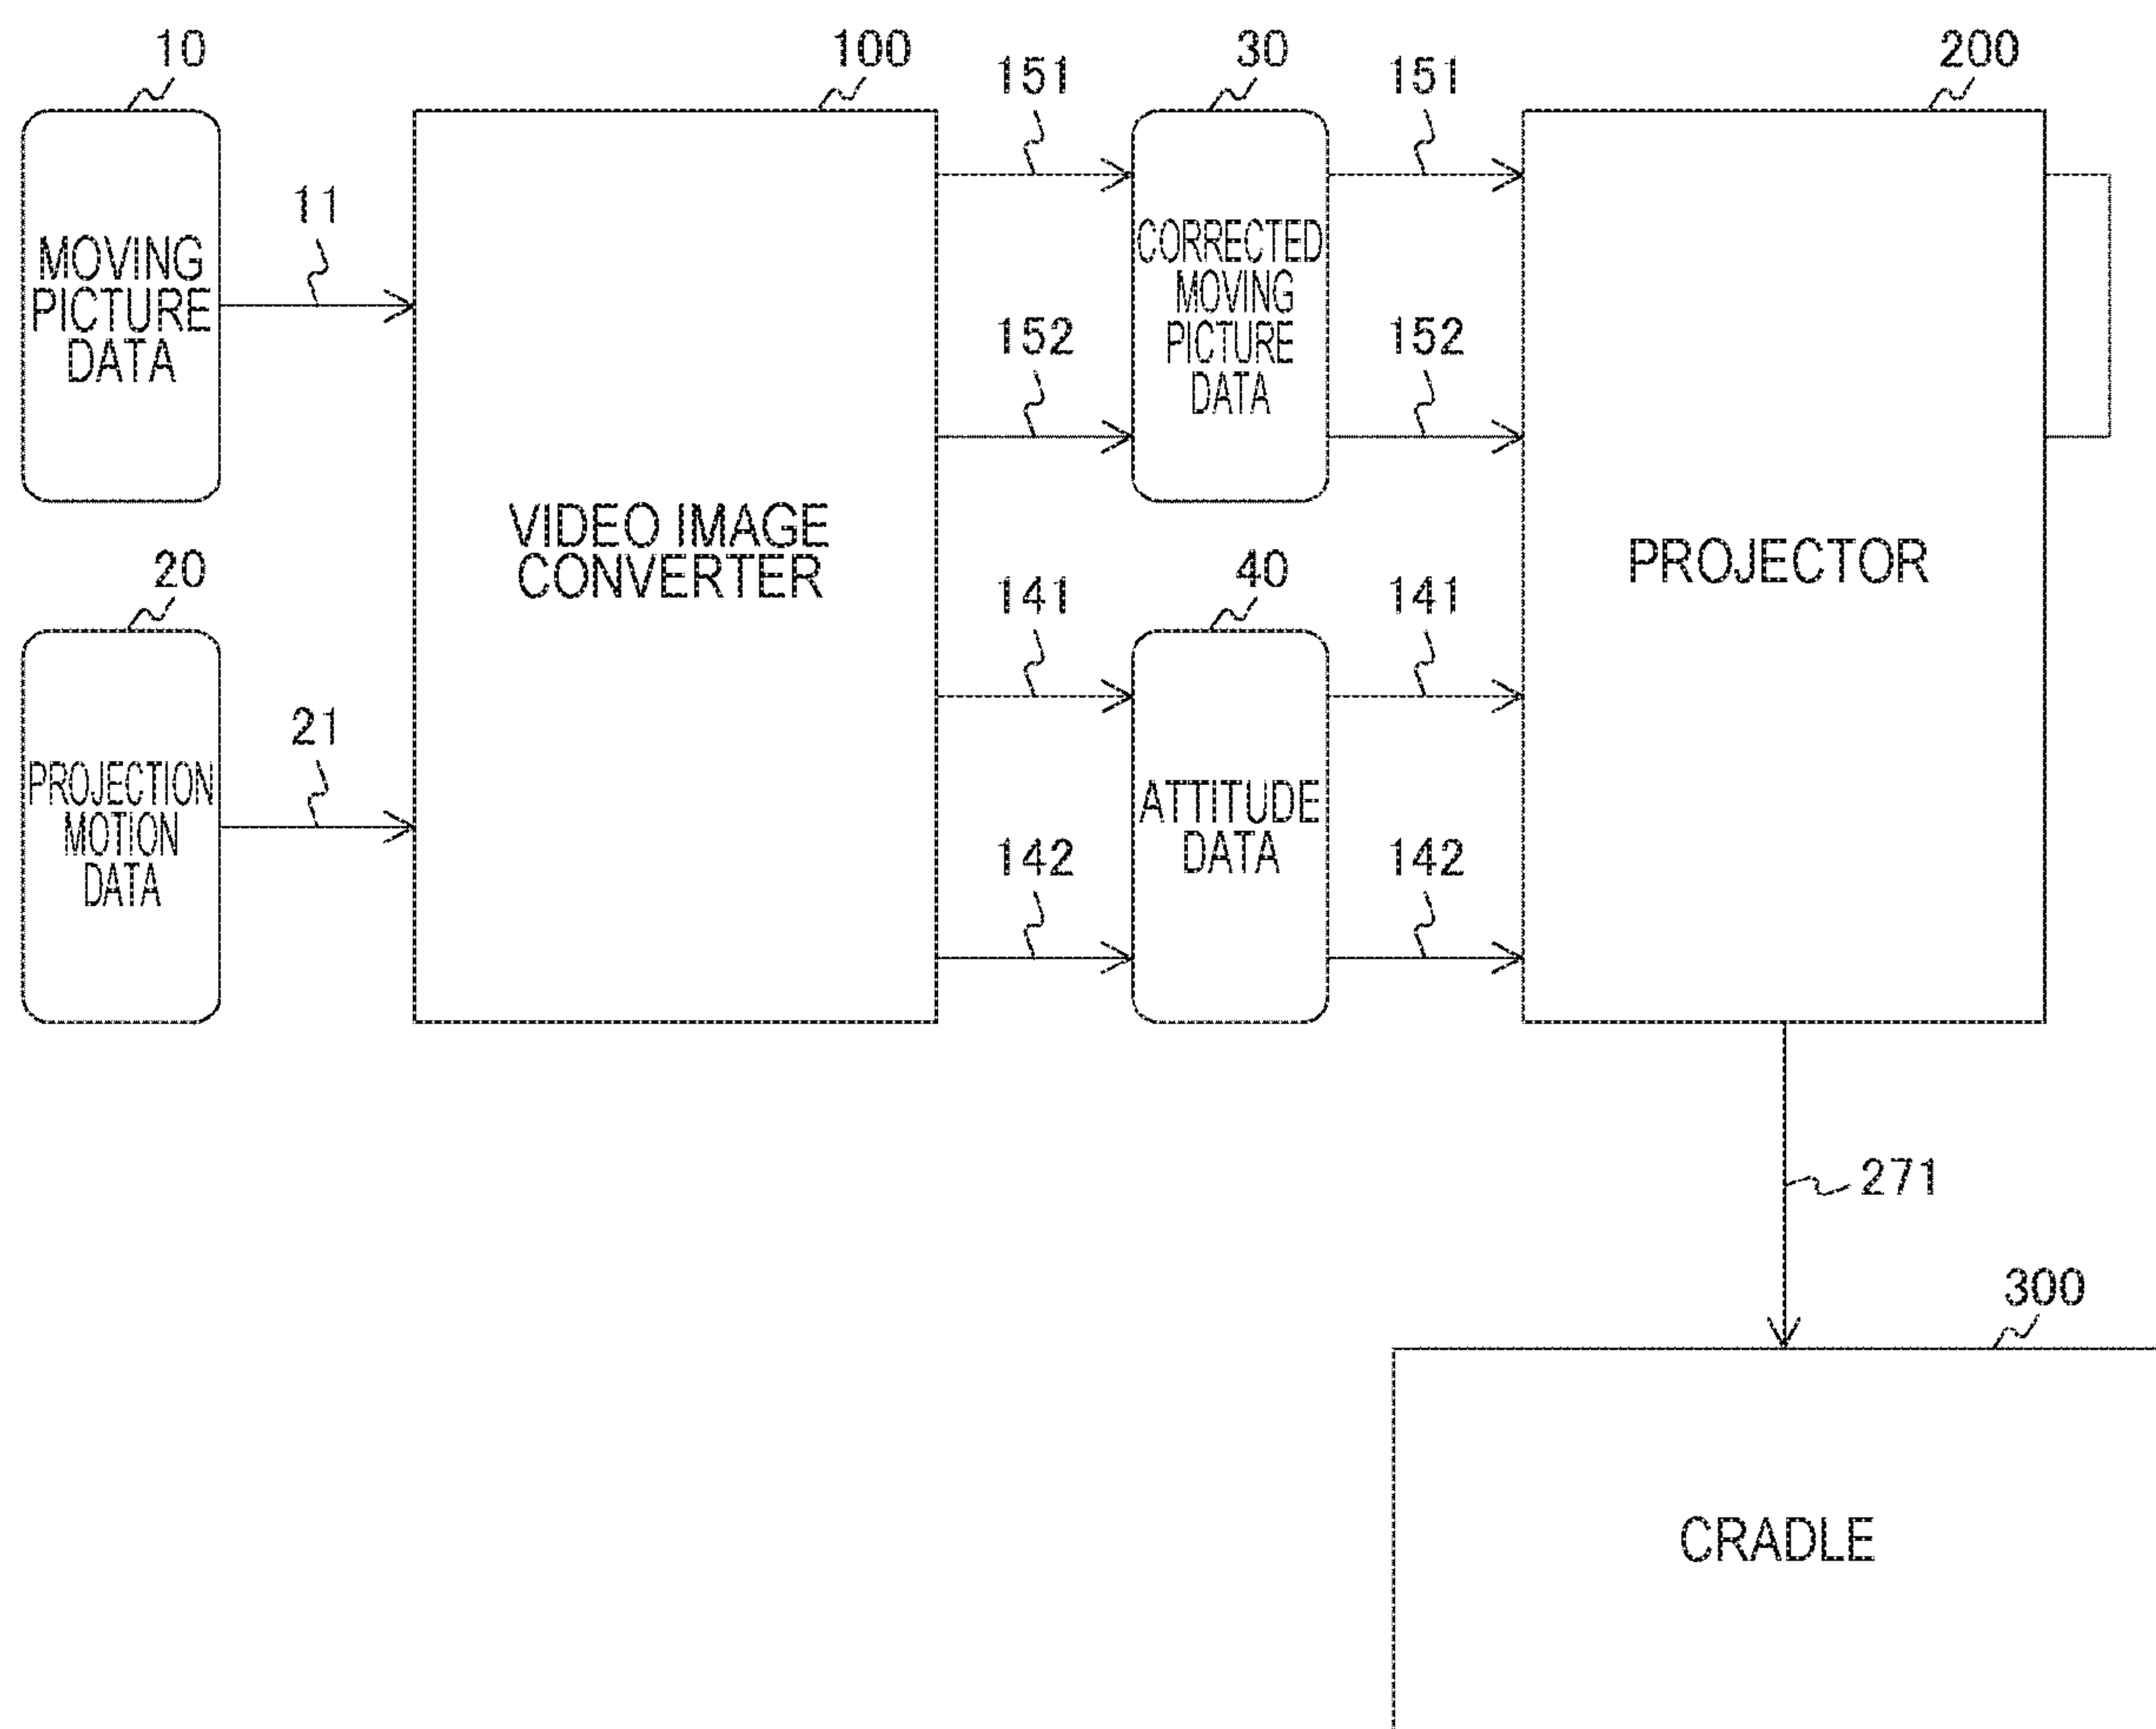 10
100
151
30
151
200
MOVING
PICTURE
DATA
11
CORRECTED
MOVING
PICTURE
DATA
152
152
VIDEO IMAGE
CONVERTER
PROJECTOR
20
141
40
141
PROJECTION
MOTION
DATA
21
ATTITUDE
DATA
142
142
271
300
CRADLE